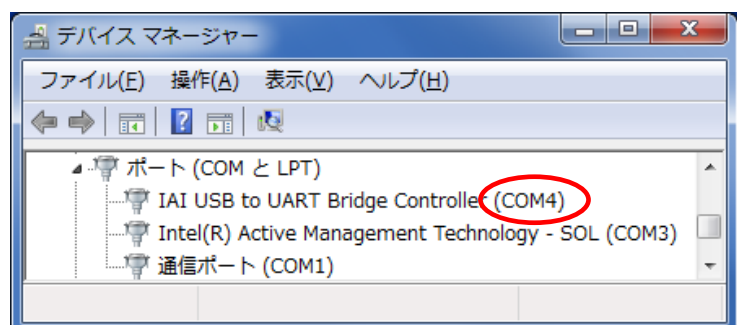 デバイス マネージャー
ファイル(F) 操作(A) 表示(V) ヘルプ(H)
ポート (COM と LPT)
IAI USB to UART Bridge Controller (COM4)
Intel(R) Active Management Technology - SOL (COM3)
通信ポート (COM1)